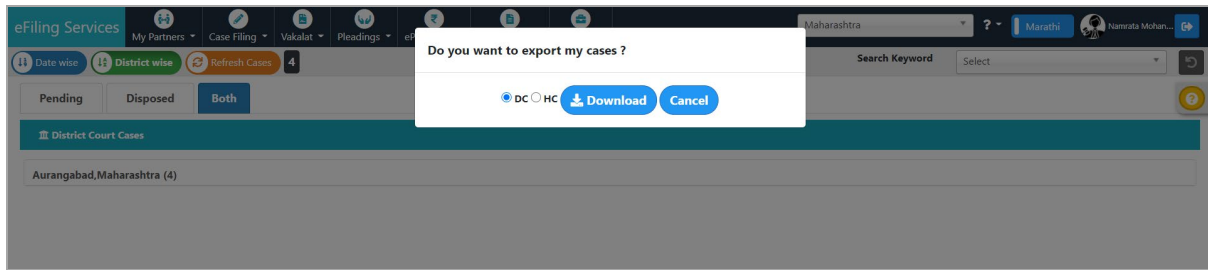 eFiling Services
My Partners
Case Filing
Vakalat
Pleadings
Maharashtra
?
Marathi
Namrata Mohan...
Do you want to export my cases ?
DC HC Download Cancel
Date wise
District wise
Refresh Cases
4
Search Keyword
Select
Pending
Disposed
Both
?
District Court Cases
Aurangabad,Maharashtra (4)